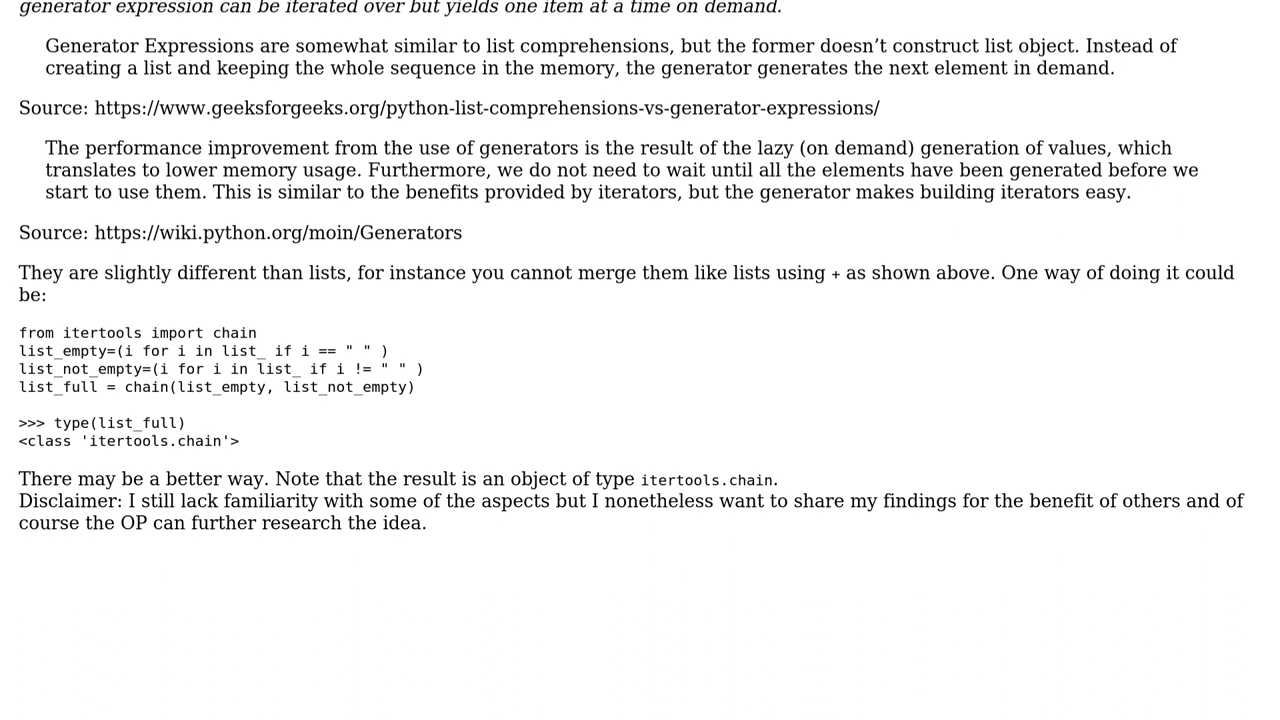 generator expression can be iterated over but yields one item at a time on demand.
Generator Expressions are somewhat similar to list comprehensions, but the former doesn’t construct list object. Instead of
creating a list and keeping the whole sequence in the memory, the generator generates the next element in demand.
Source: https://www.geeksforgeeks.org/python-list-comprehensions-vs-generator-expressions/
The performance improvement from the use of generators is the result of the lazy (on demand) generation of values, which
translates to lower memory usage. Furthermore, we do not need to wait until all the elements have been generated before we
start to use them. This is similar to the benefits provided by iterators, but the generator makes building iterators easy.
Source: https://wiki.python.org/moin/Generators
They are slightly different than lists, for instance you cannot merge them like lists using + as shown above. One way of doing it could
be:
from itertools import chain
list_empty=(i for i in list_ if i == " " )
list_not_empty=(i for i in list_ if i != " " )
list_full = chain(list_empty, list_not_empty)
>>> type(list_full)
<class 'itertools.chain'>
There may be a better way. Note that the result is an object of type itertools.chain.
Disclaimer: I still lack familiarity with some of the aspects but I nonetheless want to share my findings for the benefit of others and of
course the OP can further research the idea.